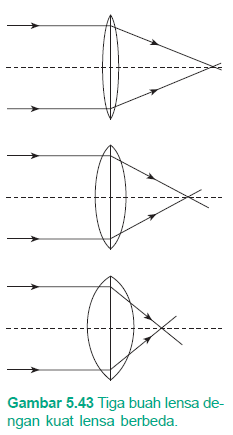 Gambar 5.43 Tiga buah lensa de-
ngan kuat lensa berbeda.